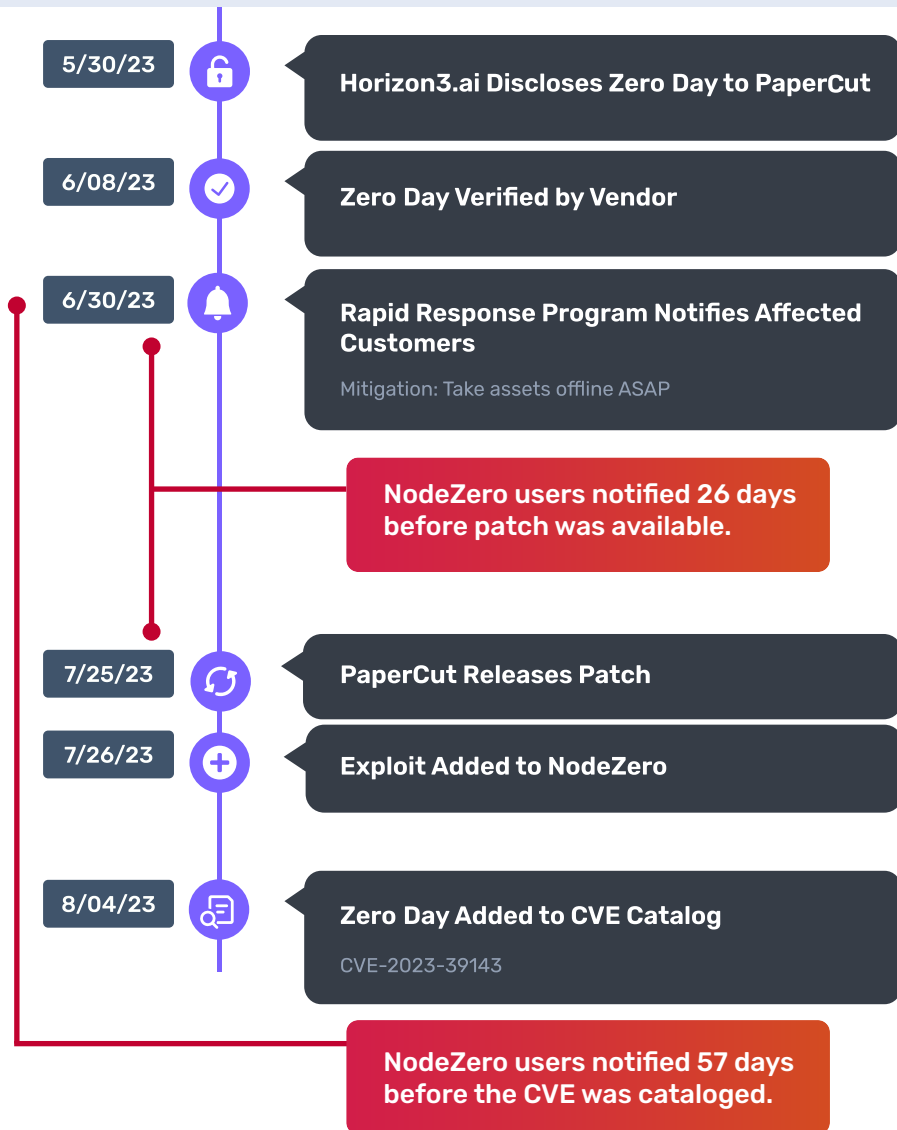 5/30/23
Horizon3.ai Discloses Zero Day to PaperCut
6/08/23
Zero Day Verified by Vendor
6/30/23
Rapid Response Program Notifies Affected
Customers
Mitigation: Take assets offline ASAP
NodeZero users notified 26 days
before patch was available.
7/25/23
PaperCut Releases Patch
7/26/23
Exploit Added to NodeZero
8/04/23
Zero Day Added to CVE Catalog
CVE-2023-39143
NodeZero users notified 57 days
before the CVE was cataloged.